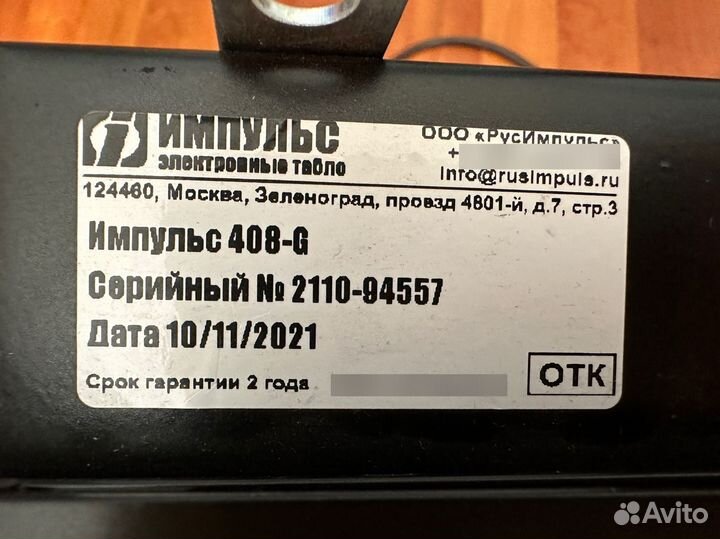 ИМПУЛЬС
электронные табло
ООО «РусИмпульс»
+
info@rusimpuls.ru
124460, Москва, Зеленоград, проезд 4801-й, д.7, стр.3
Импульс 408-G
Серийный № 2110-94557
Дата 10/11/2021
Срок гарантии 2 года
ОТК
Avito